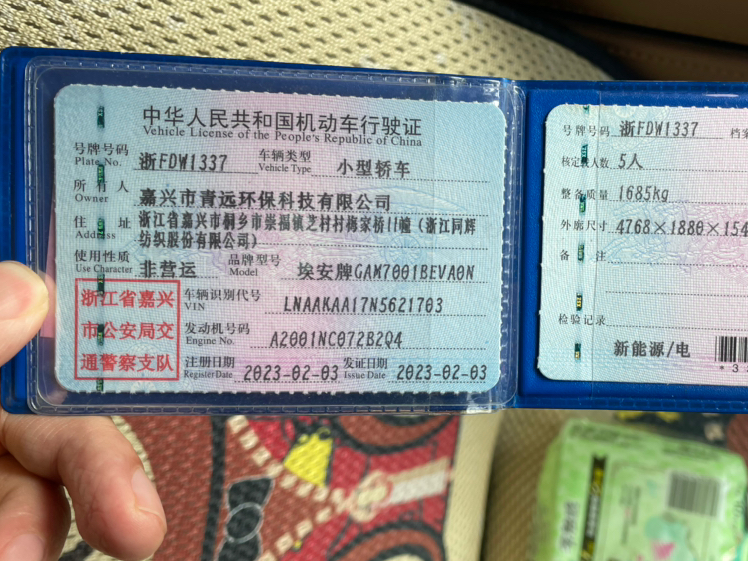 中华人民共和国机动车行驶证
Vehicle License of the People's Republic of China
号牌号码 浙FDW1337 车辆类型 小型轿车
Plate No. Vehicle Type
所有人 嘉兴市青远环保科技有限公司
Owner
住址 浙江省嘉兴市桐乡市崇福镇芝村村梅家桥11幢（浙江同辉
Address 纺织股份有限公司）
使用性质 非营运 品牌型号 埃安牌GAM7001BEVA0N
Use Character Model
浙江省嘉兴
市公安局交
通警察支队
车辆识别代号 LNAAKAA17N5621703
VIN
发动机号码 A2001NC072B2Q4
Engine No.
注册日期 2023-02-03 发证日期 2023-02-03
Register Date Issue Date
号牌号码 浙FDW1337 档案
核定载人数 5人
整备质量 1685kg
外廓尺寸 4768×1880×154
备注
检验记录
新能源/电
*3